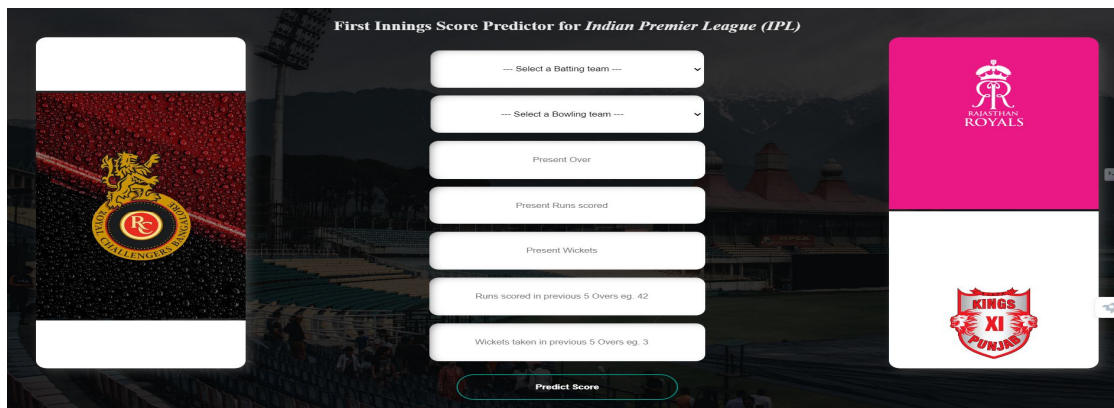 First Innings Score Predictor for Indian Premier League (IPL)
--- Select a Batting team ---
--- Select a Bowling team ---
Present Over
Present Runs scored
Present Wickets
Runs scored in previous 5 Overs eg. 42
Wickets taken in previous 5 Overs eg. 3
Predict Score
RC
ROYAL CHALLENGERS BANGALORE
R
RAJASTHAN
ROYALS
KINGS
XI
PUNJAB